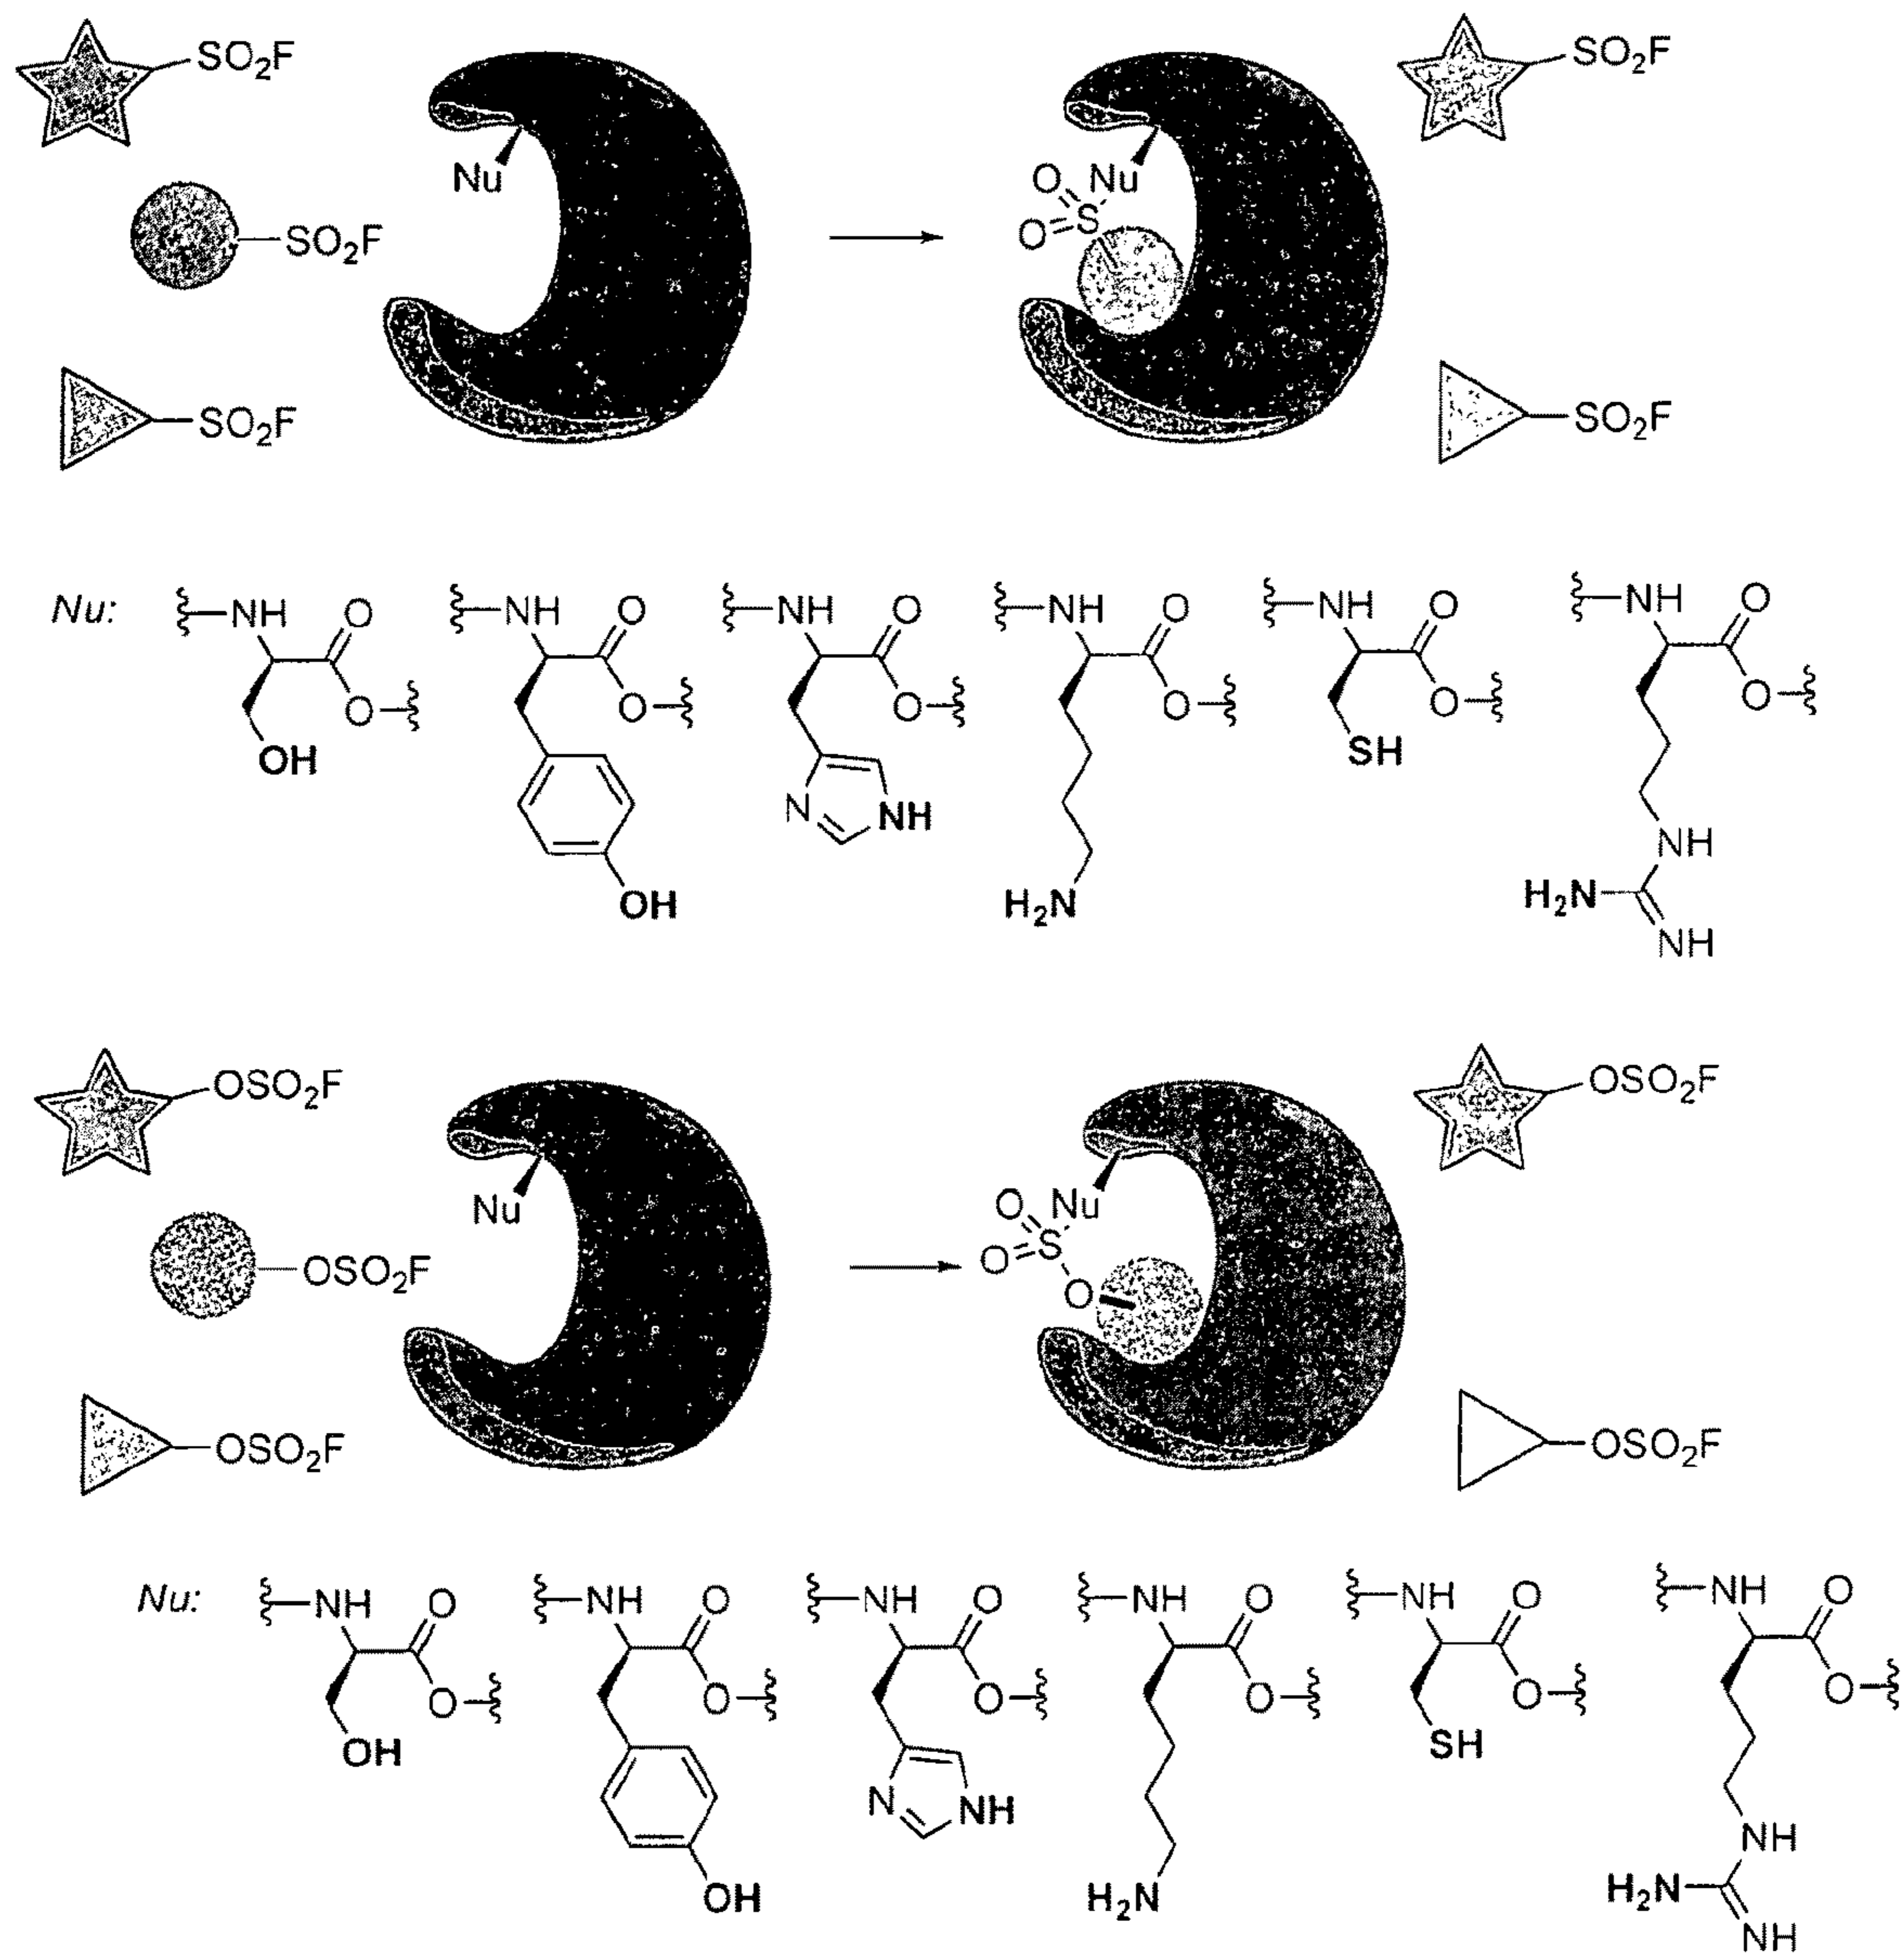 SO2F
SO2F
Nu
O Nu
S
SO2F
O
SO2F
SO2F
Nu: NH O NH O NH O NH O NH O NH O
O O O O O O
OH SH
N NH
NH
OH H2N H2N
NH
OSO2F
OSO2F
Nu
O Nu
S
OSO2F
O
O
OSO2F
OSO2F
Nu: NH O NH O NH O NH O NH O NH O
O O O O O O
OH SH
N NH
NH
OH H2N H2N
NH